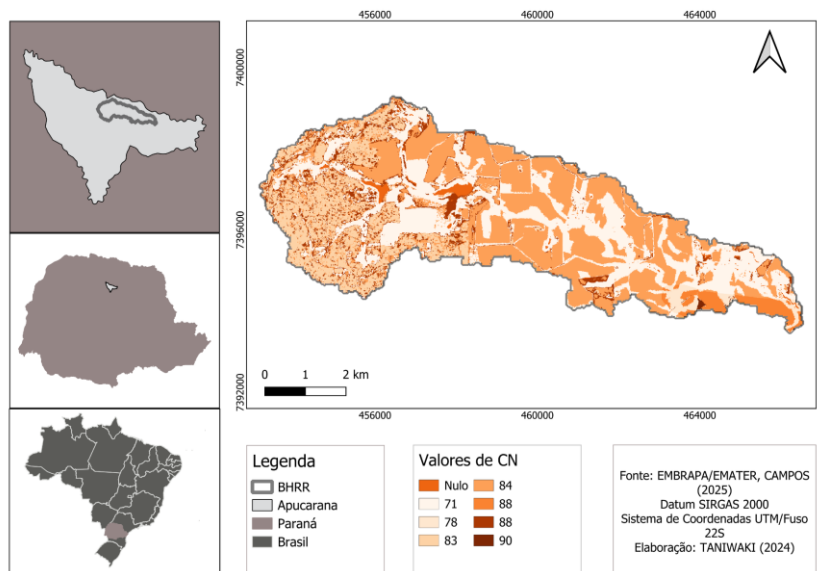 456000
460000
464000
7400000
7396000
7392000
0 1 2 km
456000
460000
464000
Legenda
BHRR
Apucarana
Paraná
Brasil
Valores de CN
Nulo
71
78
83
84
88
88
90
Fonte: EMBRAPA/EMATER, CAMPOS
(2025)
Datum SIRGAS 2000
Sistema de Coordenadas UTM/Fuso
22S
Elaboração: TANIWAKI (2024)